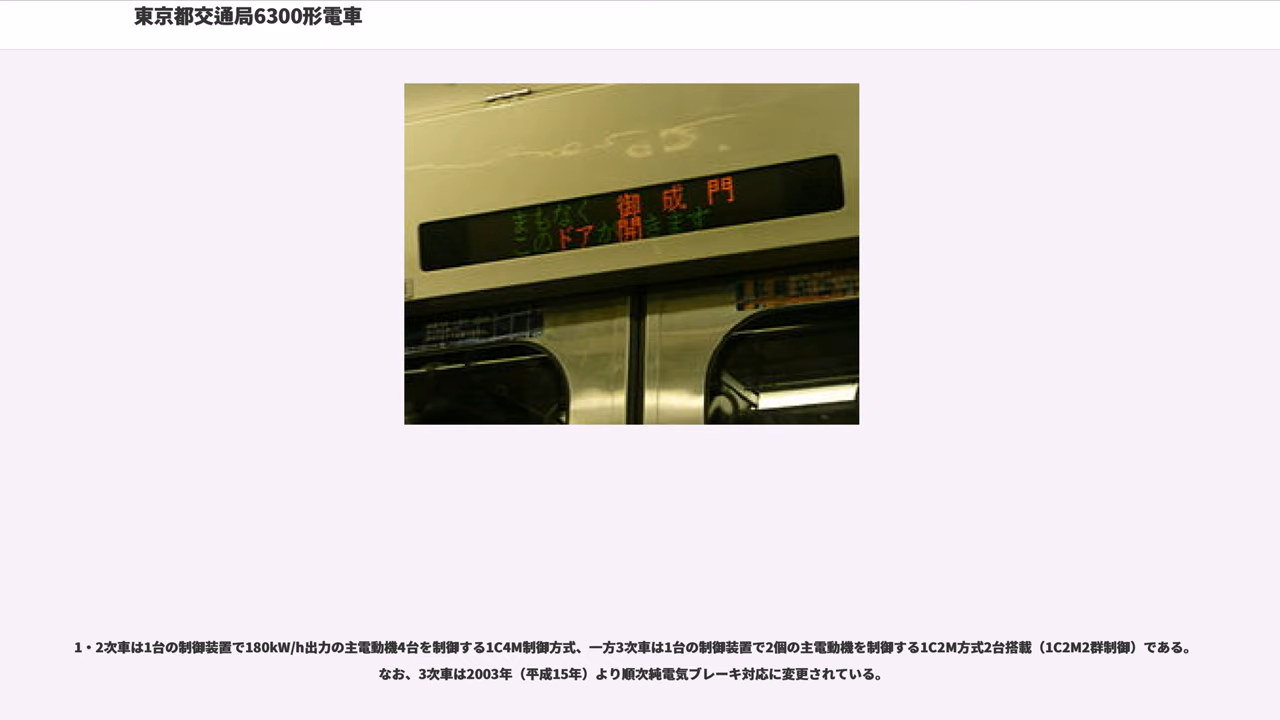 東京都交通局6300形電車
まもなく 御成門
このドアが開きます
1・2次車は1台の制御装置で180kW/h出力の主電動機4台を制御する1C4M制御方式、一方3次車は1台の制御装置で2個の主電動機を制御する1C2M方式2台搭載（1C2M2群制御）である。
なお、3次車は2003年（平成15年）より順次純電気ブレーキ対応に変更されている。